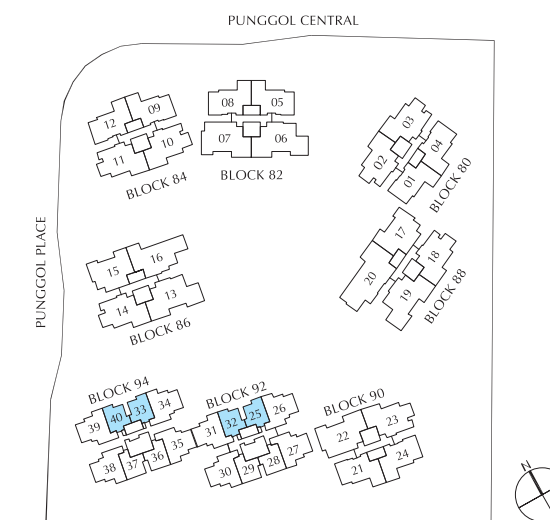 PUNGGOL CENTRAL
PUNGGOL PLACE
12 09
11 10
BLOCK 84
08 05
07 06
BLOCK 82
03
02 04
01
BLOCK 80
15 16
14 13
BLOCK 86
17
20 18
19
BLOCK 88
BLOCK 94
39 40 33 34
38 37 36 35
BLOCK 92
31 32 25 26
30 29 28 27
BLOCK 90
22 23
21 24
N